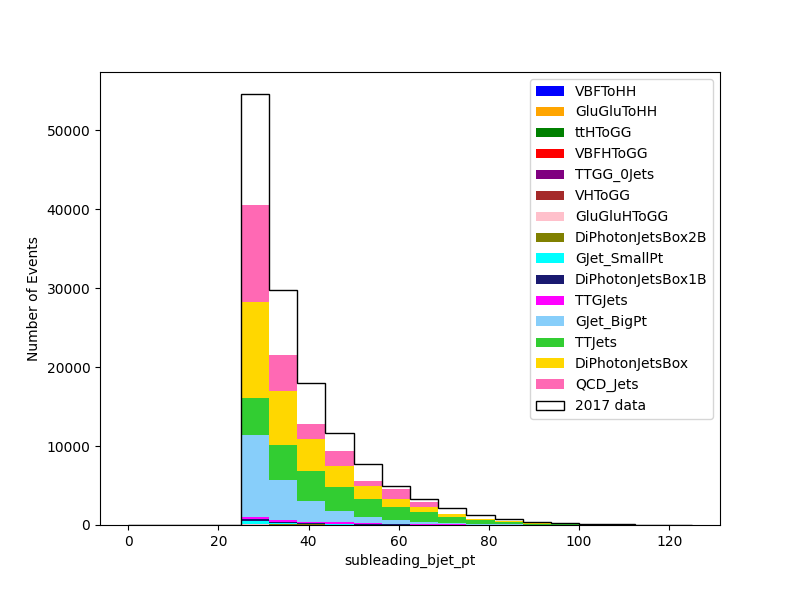 VBFToHH
GluGluToHH
ttHToGG
VBFHToGG
TTGG_0Jets
VHToGG
GluGluHToGG
DiPhotonJetsBox2B
GJet_SmallPt
DiPhotonJetsBox1B
TTGJets
GJet_BigPt
TTJets
DiPhotonJetsBox
QCD_Jets
2017 data
Number of Events
50000
40000
30000
20000
10000
0
0 20 40 60 80 100 120
subleading_bjet_pt